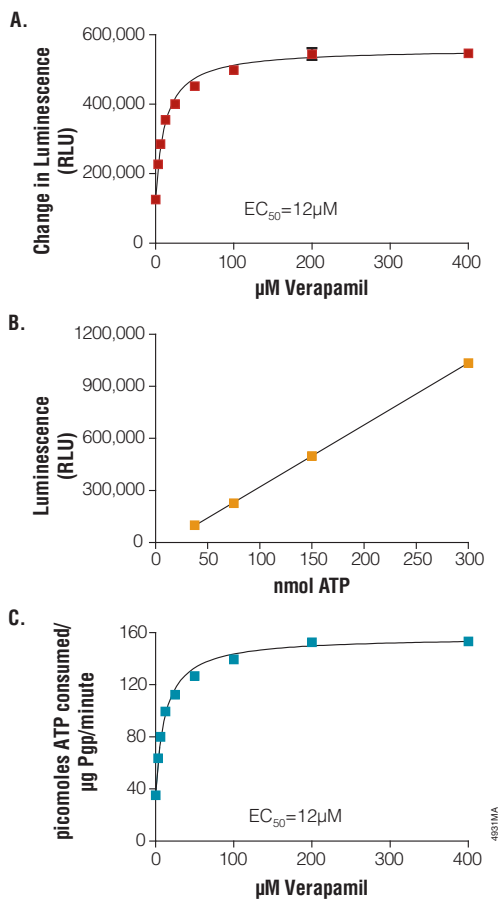 A.
Change in Luminescence
(RLU)
600,000
400,000
200,000
0
EC50=12µM
0 100 200 300 400
µM Verapamil
B.
Luminescence
(RLU)
1200,000
900,000
600,000
300,000
0
0 50 100 150 200 250 300
nmol ATP
C.
picomoles ATP consumed/
µg Pgp/minute
160
120
80
40
0
EC50=12µM
0 100 200 300 400
µM Verapamil
4931MA